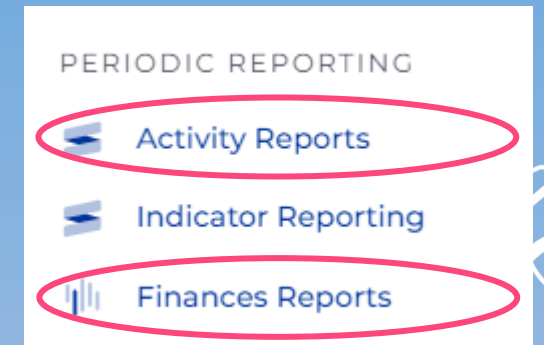 PERIODIC REPORTING
Activity Reports
Indicator Reporting
Finances Reports